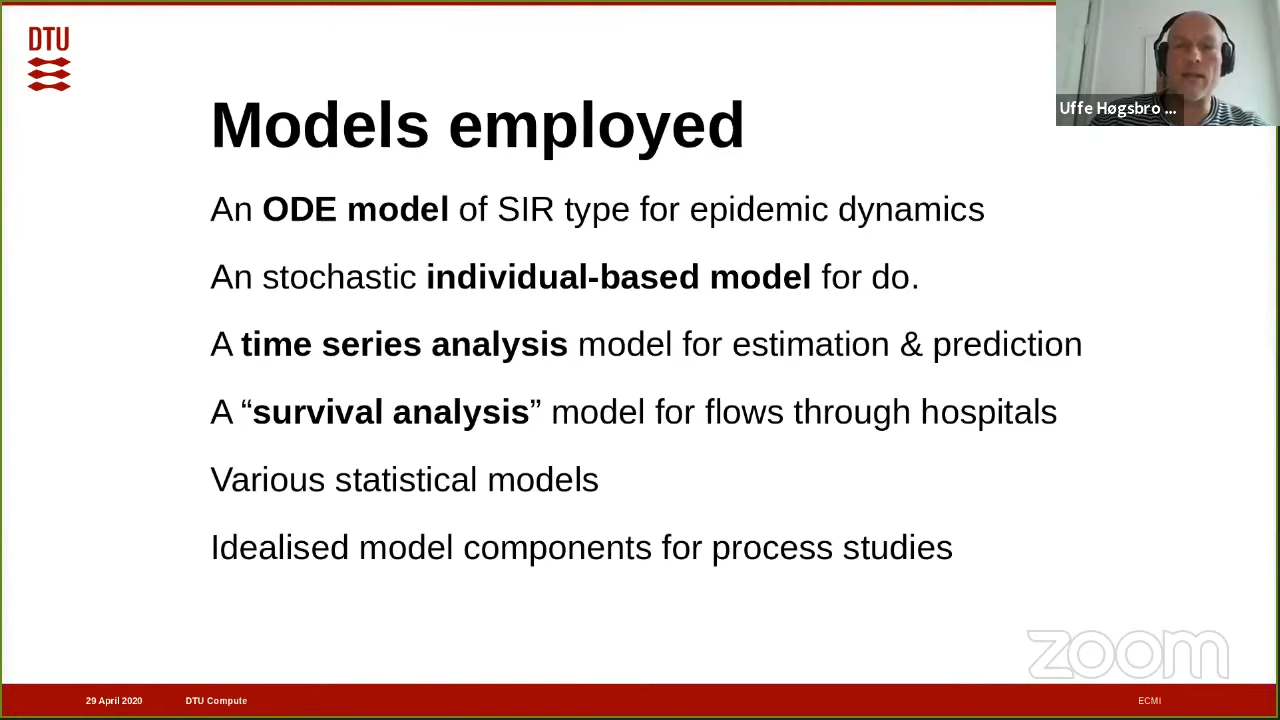 DTU
Uffe Høgsbro ...
Models employed
An ODE model of SIR type for epidemic dynamics
An stochastic individual-based model for do.
A time series analysis model for estimation & prediction
A “survival analysis” model for flows through hospitals
Various statistical models
Idealised model components for process studies
zoom
29 April 2020 DTU Compute ECMI